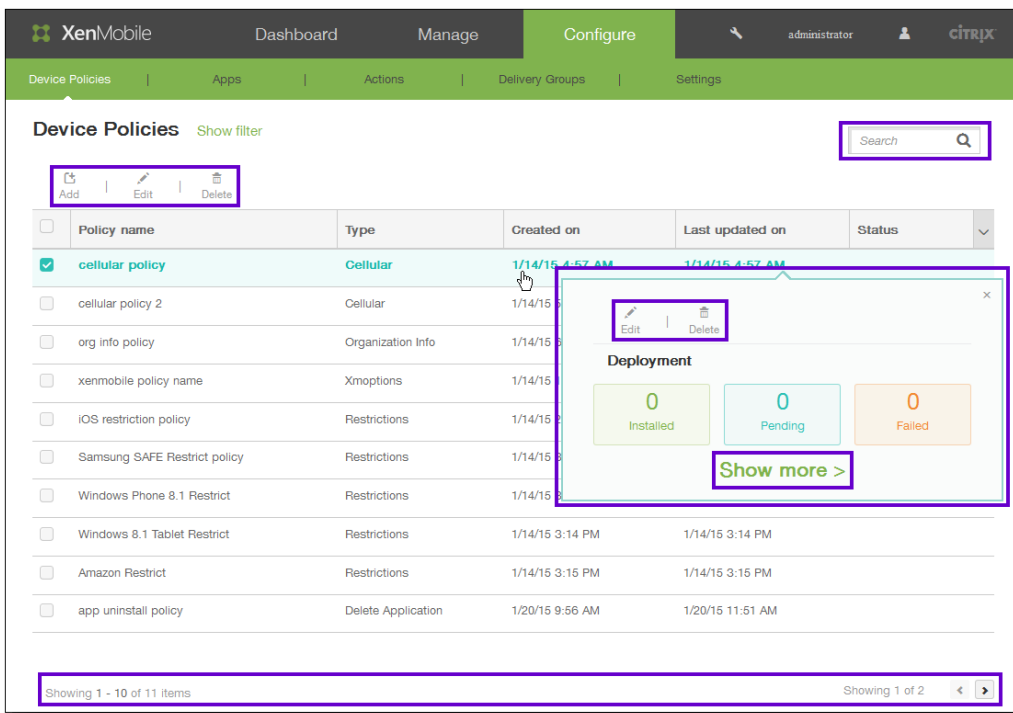 XenMobile Dashboard Manage Configure administrator CİTRIX
Device Policies | Apps | Actions | Delivery Groups | Settings
Device Policies Show filter
Search
Add | Edit | Delete
Policy name Type Created on Last updated on Status
cellular policy Cellular 1/14/15 4:57 AM 1/14/15 4:57 AM
cellular policy 2 Cellular 1/14/15
org info policy Organization Info 1/14/15
xenmobile policy name Xmoptions 1/14/15
iOS restriction policy Restrictions 1/14/15
Samsung SAFE Restrict policy Restrictions 1/14/15
Windows Phone 8.1 Restrict Restrictions 1/14/15
×
Edit | Delete
Deployment
0 0 0
Installed Pending Failed
Show more >
Windows 8.1 Tablet Restrict Restrictions 1/14/15 3:14 PM 1/14/15 3:14 PM
Amazon Restrict Restrictions 1/14/15 3:15 PM 1/14/15 3:15 PM
app uninstall policy Delete Application 1/20/15 9:56 AM 1/20/15 11:51 AM
Showing 1 - 10 of 11 items Showing 1 of 2 < >